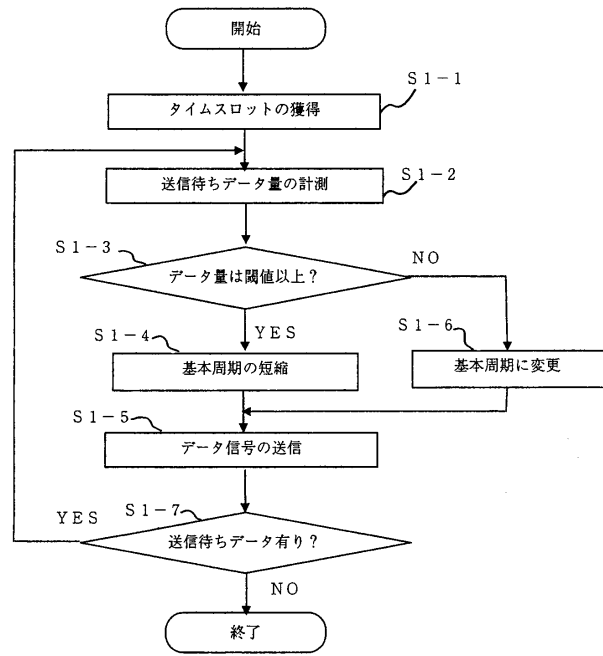 開始
S1-1
タイムスロットの獲得
S1-2
送信待ちデータ量の計測
S1-3
データ量は閾値以上?
NO
YES
S1-4
基本周期の短縮
S1-6
基本周期に変更
S1-5
データ信号の送信
S1-7
送信待ちデータ有り?
YES
NO
終了